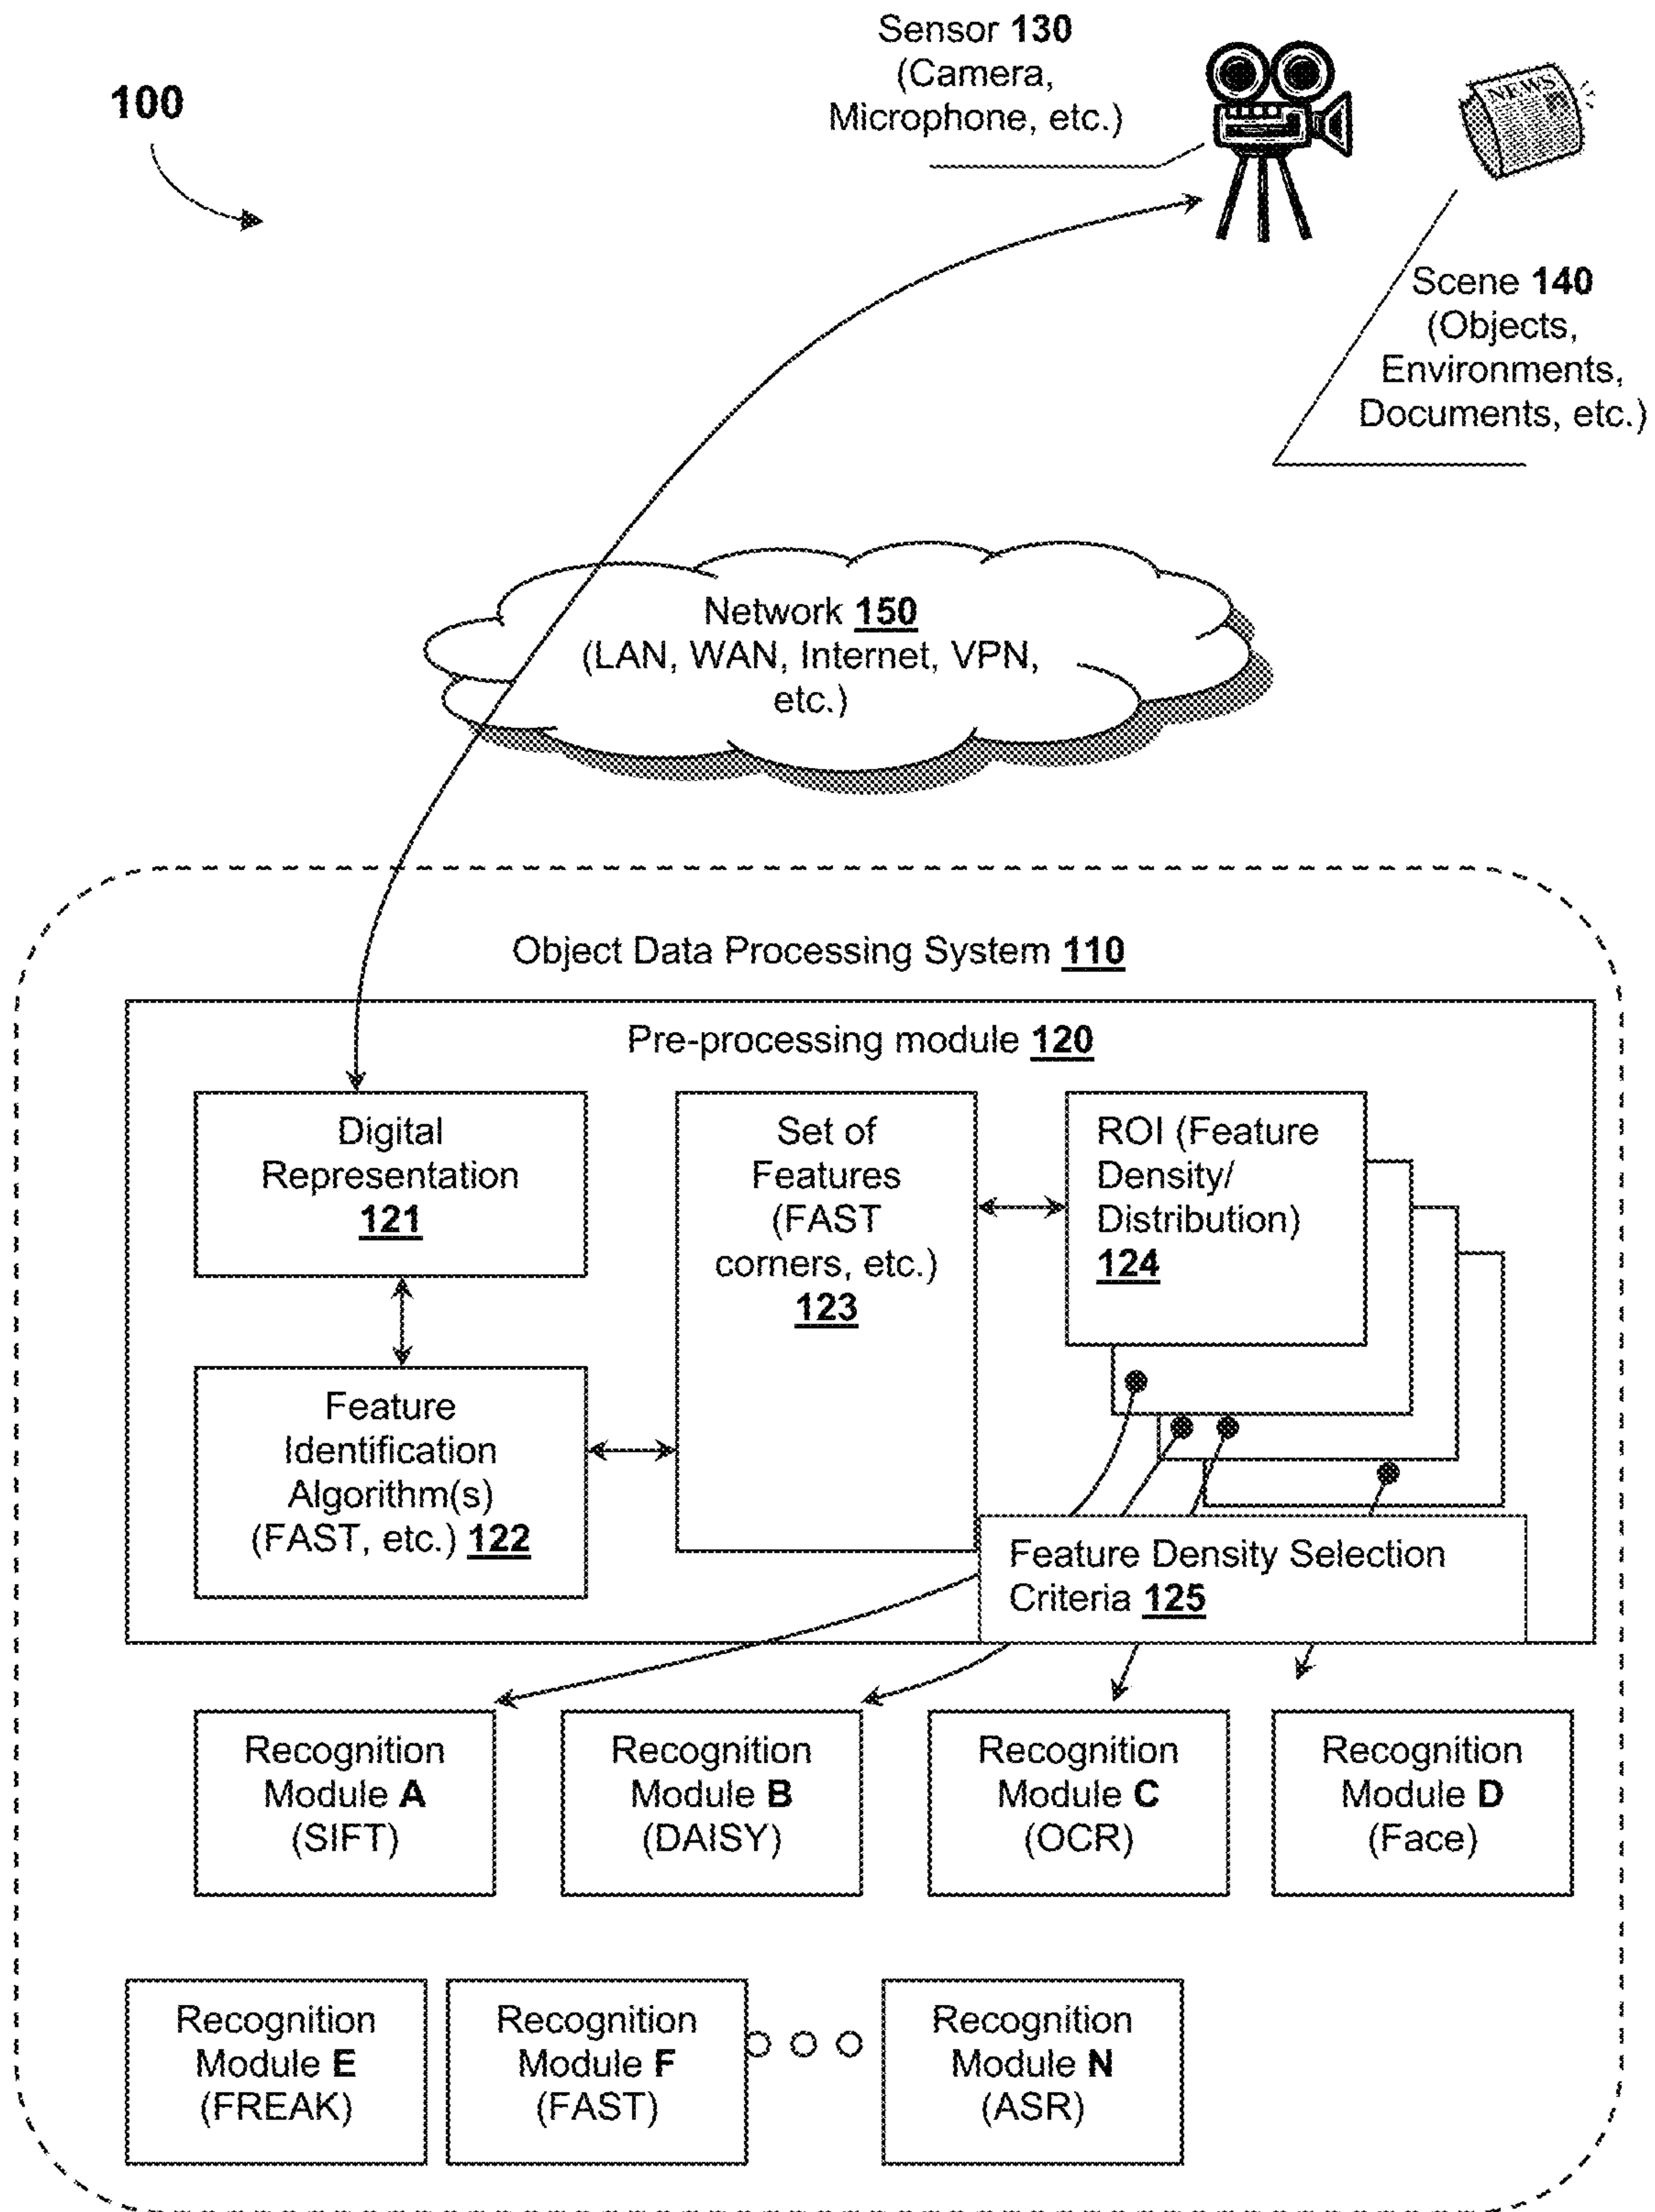 100
Sensor 130
(Camera,
Microphone, etc.)
NEWS
Scene 140
(Objects,
Environments,
Documents, etc.)
Network 150
(LAN, WAN, Internet, VPN,
etc.)
Object Data Processing System 110
Pre-processing module 120
Digital
Representation
121
Set of
Features
(FAST
corners, etc.)
123
ROI (Feature
Density/
Distribution)
124
Feature
Identification
Algorithm(s)
(FAST, etc.) 122
Feature Density Selection
Criteria 125
Recognition
Module A
(SIFT)
Recognition
Module B
(DAISY)
Recognition
Module C
(OCR)
Recognition
Module D
(Face)
Recognition
Module E
(FREAK)
Recognition
Module F
(FAST)
Recognition
Module N
(ASR)